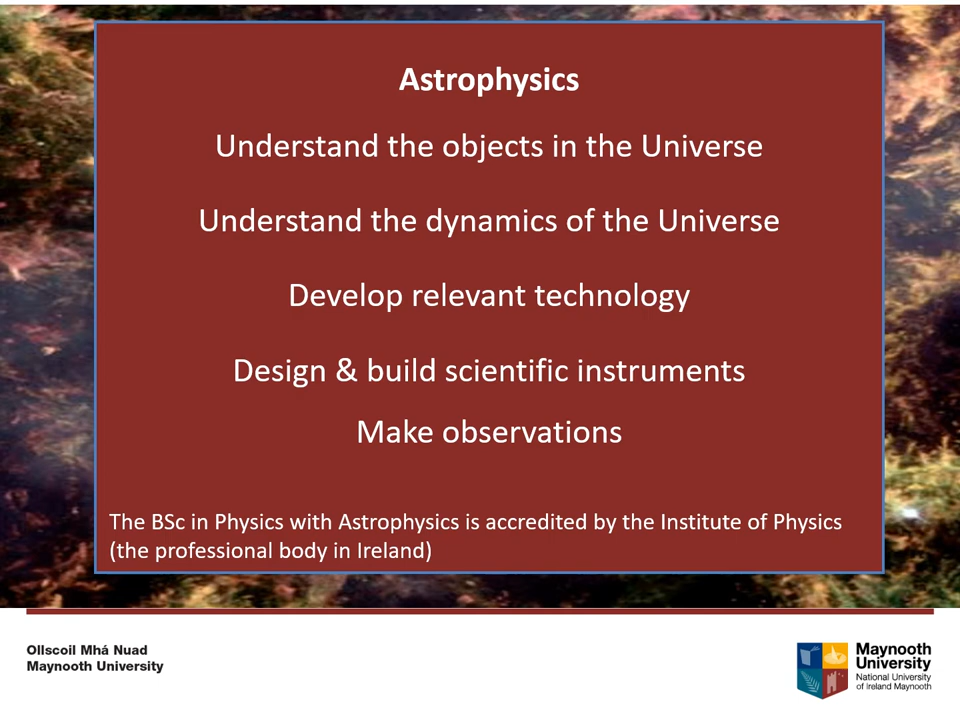 Astrophysics
Understand the objects in the Universe
Understand the dynamics of the Universe
Develop relevant technology
Design & build scientific instruments
Make observations
The BSc in Physics with Astrophysics is accredited by the Institute of Physics
(the professional body in Ireland)
Ollscoil Mhá Nuad
Maynooth University
Maynooth
University
National University
of Ireland Maynooth